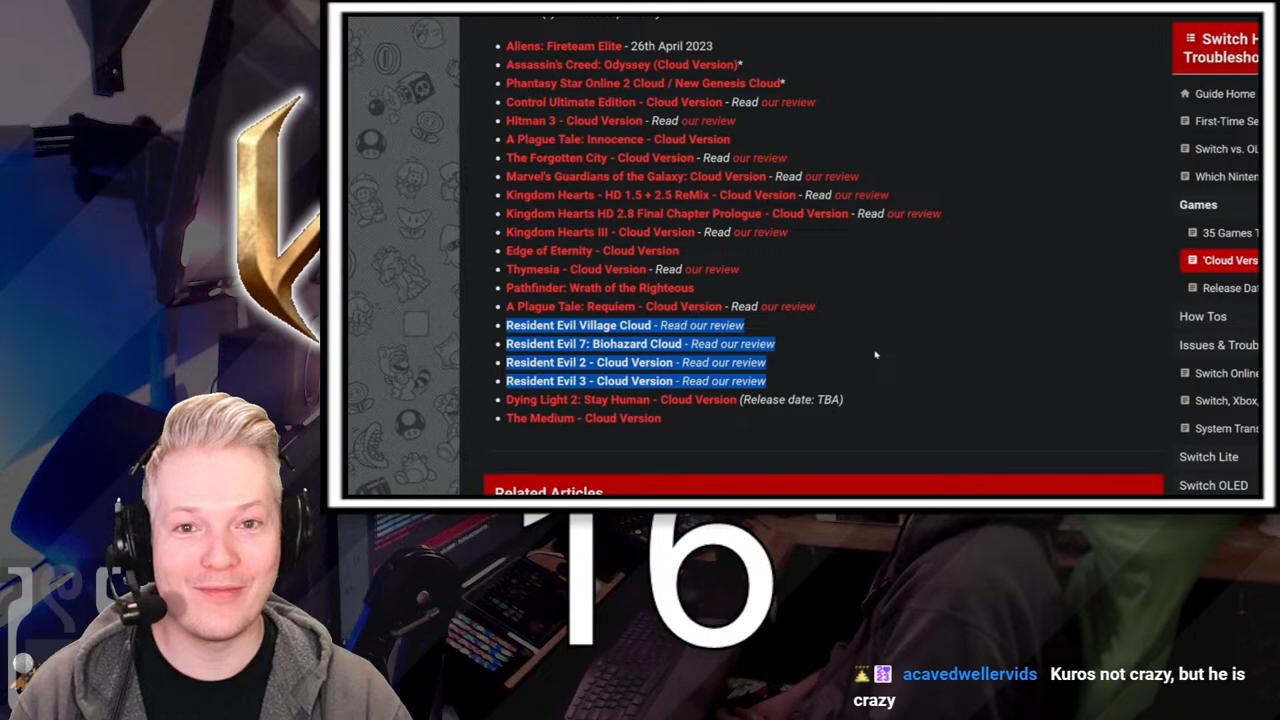 Aliens: Fireteam Elite - 26th April 2023
Assassin's Creed: Odyssey (Cloud Version)*
Phantasy Star Online 2 Cloud / New Genesis Cloud*
Control Ultimate Edition - Cloud Version - Read our review
Hitman 3 - Cloud Version - Read our review
A Plague Tale: Innocence - Cloud Version
The Forgotten City - Cloud Version - Read our review
Marvel's Guardians of the Galaxy: Cloud Version - Read our review
Kingdom Hearts - HD 1.5 + 2.5 ReMix - Cloud Version - Read our review
Kingdom Hearts HD 2.8 Final Chapter Prologue - Cloud Version - Read our review
Kingdom Hearts III - Cloud Version - Read our review
Edge of Eternity - Cloud Version
Thymesia - Cloud Version - Read our review
Pathfinder: Wrath of the Righteous
A Plague Tale: Requiem - Cloud Version - Read our review
Resident Evil Village Cloud - Read our review
Resident Evil 7: Biohazard Cloud - Read our review
Resident Evil 2 - Cloud Version - Read our review
Resident Evil 3 - Cloud Version - Read our review
Dying Light 2: Stay Human - Cloud Version (Release date: TBA)
The Medium - Cloud Version
Related Articles
Switch H
Troublesho
Guide Home
First-Time Se
Switch vs. OL
Which Ninten
Games
35 Games T
'Cloud Vers
Release Dat
How Tos
Issues & Troub
Switch Online
Switch, Xbox,
System Trans
Switch Lite
Switch OLED
16
acavedwellervids Kuros not crazy, but he is
crazy